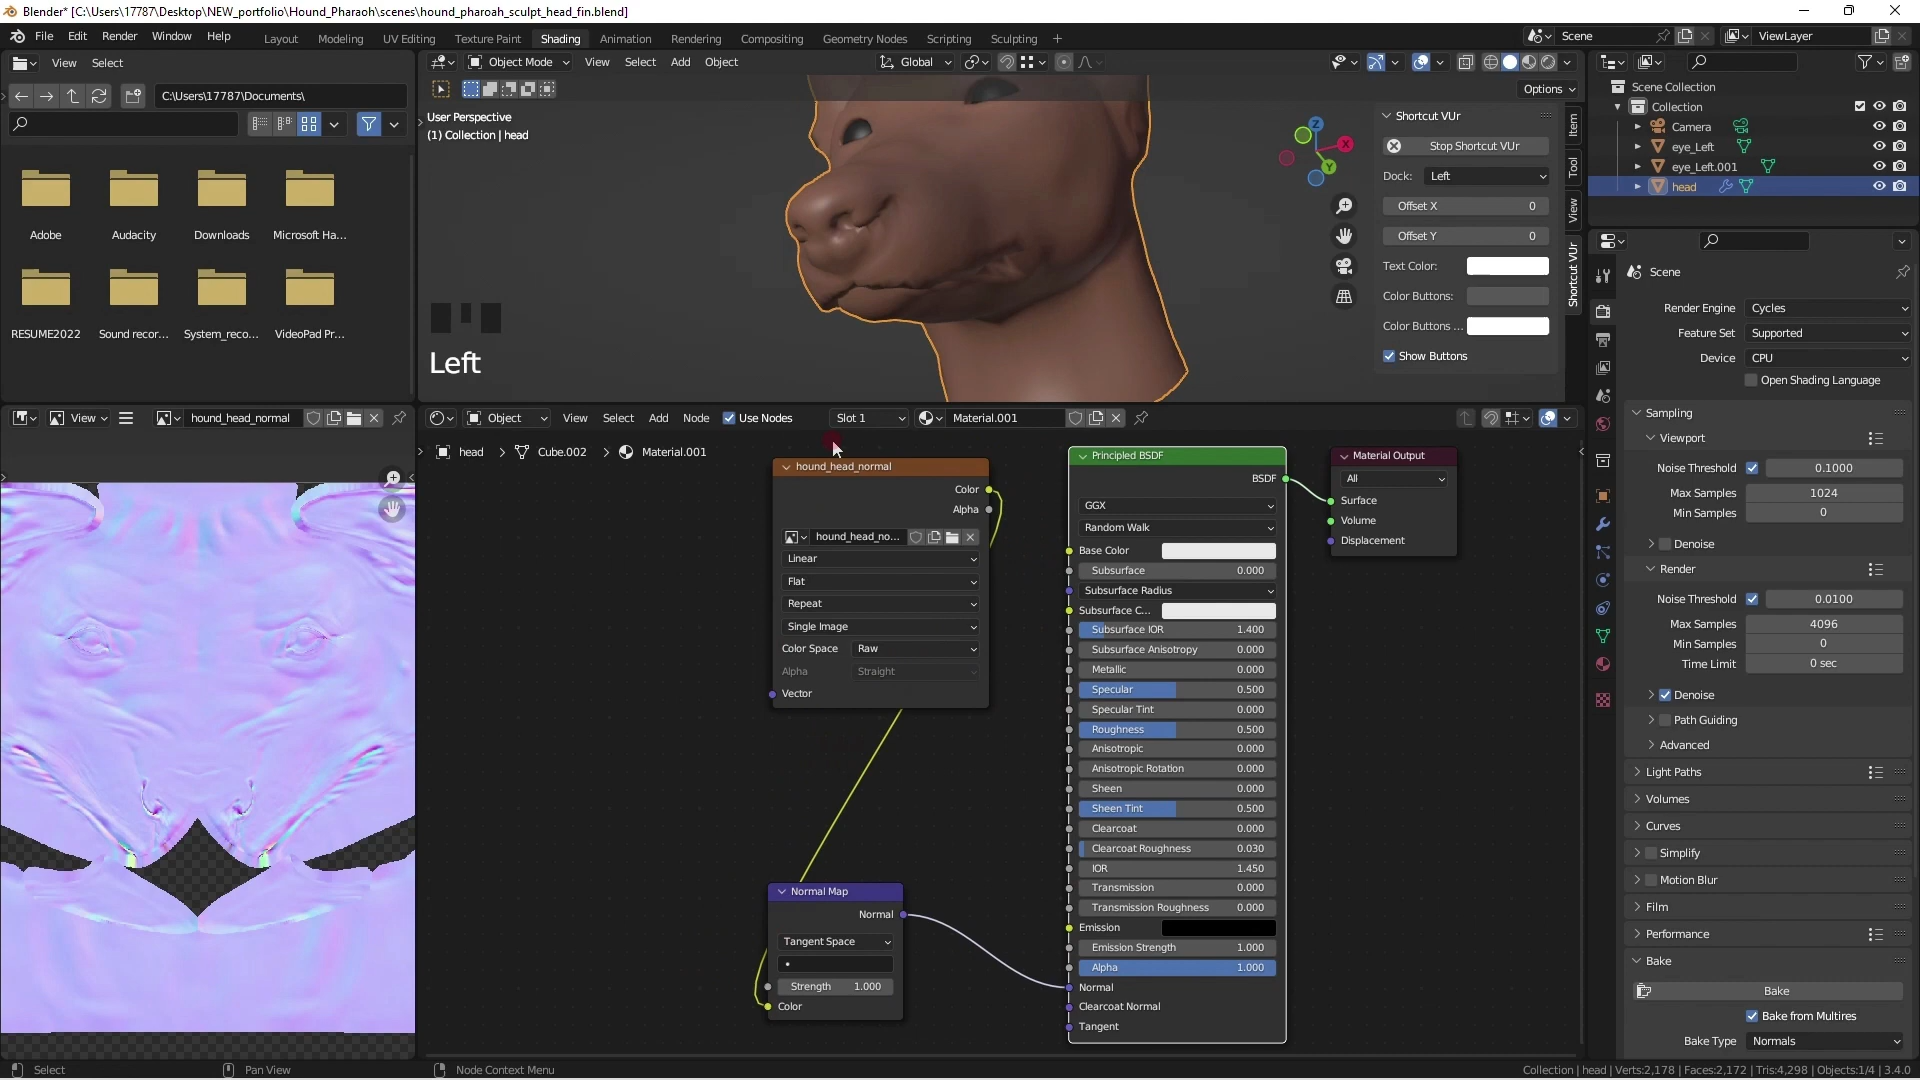 Blender* [C:\Users\17787\Desktop\NEW_portfolio\Hound_Pharaoh\scenes\hound_pharoah_sculpt_head_fin.blend]
File Edit Render Window Help Layout Modeling UV Editing Texture Paint Shading Animation Rendering Compositing Geometry Nodes Scripting Sculpting + Scene ViewLayer
View Select
C:\Users\17787\Documents\
Adobe Audacity Downloads Microsoft Ha...
RESUME2022 Sound recor... System_reco... VideoPad Pr...
Object Mode View Select Add Object Global
Options
User Perspective
(1) Collection | head
Left
Shortcut VUr
Stop Shortcut VUr
Dock: Left
Offset X 0
Offset Y 0
Text Color:
Color Buttons:
Color Buttons ...
Show Buttons
Item
Tool
View
Shortcut VUr
Z
X
Y
Scene Collection
Collection
Camera
eye_Left
eye_Left.001
head
View hound_head_normal
Object View Select Add Node Use Nodes Slot 1 Material.001
head > Cube.002 > Material.001
hound_head_normal
Color
Alpha
hound_head_no...
Linear
Flat
Repeat
Single Image
Color Space Raw
Alpha Straight
Vector
Normal Map
Normal
Tangent Space
Strength 1.000
Color
Principled BSDF
BSDF
GGX
Random Walk
Base Color
Subsurface 0.000
Subsurface Radius
Subsurface C...
Subsurface IOR 1.400
Subsurface Anisotropy 0.000
Metallic 0.000
Specular 0.500
Specular Tint 0.000
Roughness 0.500
Anisotropic 0.000
Anisotropic Rotation 0.000
Sheen 0.000
Sheen Tint 0.500
Clearcoat 0.000
Clearcoat Roughness 0.030
IOR 1.450
Transmission 0.000
Transmission Roughness 0.000
Emission
Emission Strength 1.000
Alpha 1.000
Normal
Clearcoat Normal
Tangent
Material Output
All
Surface
Volume
Displacement
Scene
Render Engine Cycles
Feature Set Supported
Device CPU
Open Shading Language
Sampling
Viewport
Noise Threshold 0.1000
Max Samples 1024
Min Samples 0
Denoise
Render
Noise Threshold 0.0100
Max Samples 4096
Min Samples 0
Time Limit 0 sec
Denoise
Path Guiding
Advanced
Light Paths
Volumes
Curves
Simplify
Motion Blur
Film
Performance
Bake
Bake
Bake from Multires
Bake Type Normals
Select Pan View Node Context Menu Collection | head | Verts:2,178 | Faces:2,172 | Tris:4,298 | Objects:1/4 | 3.4.0